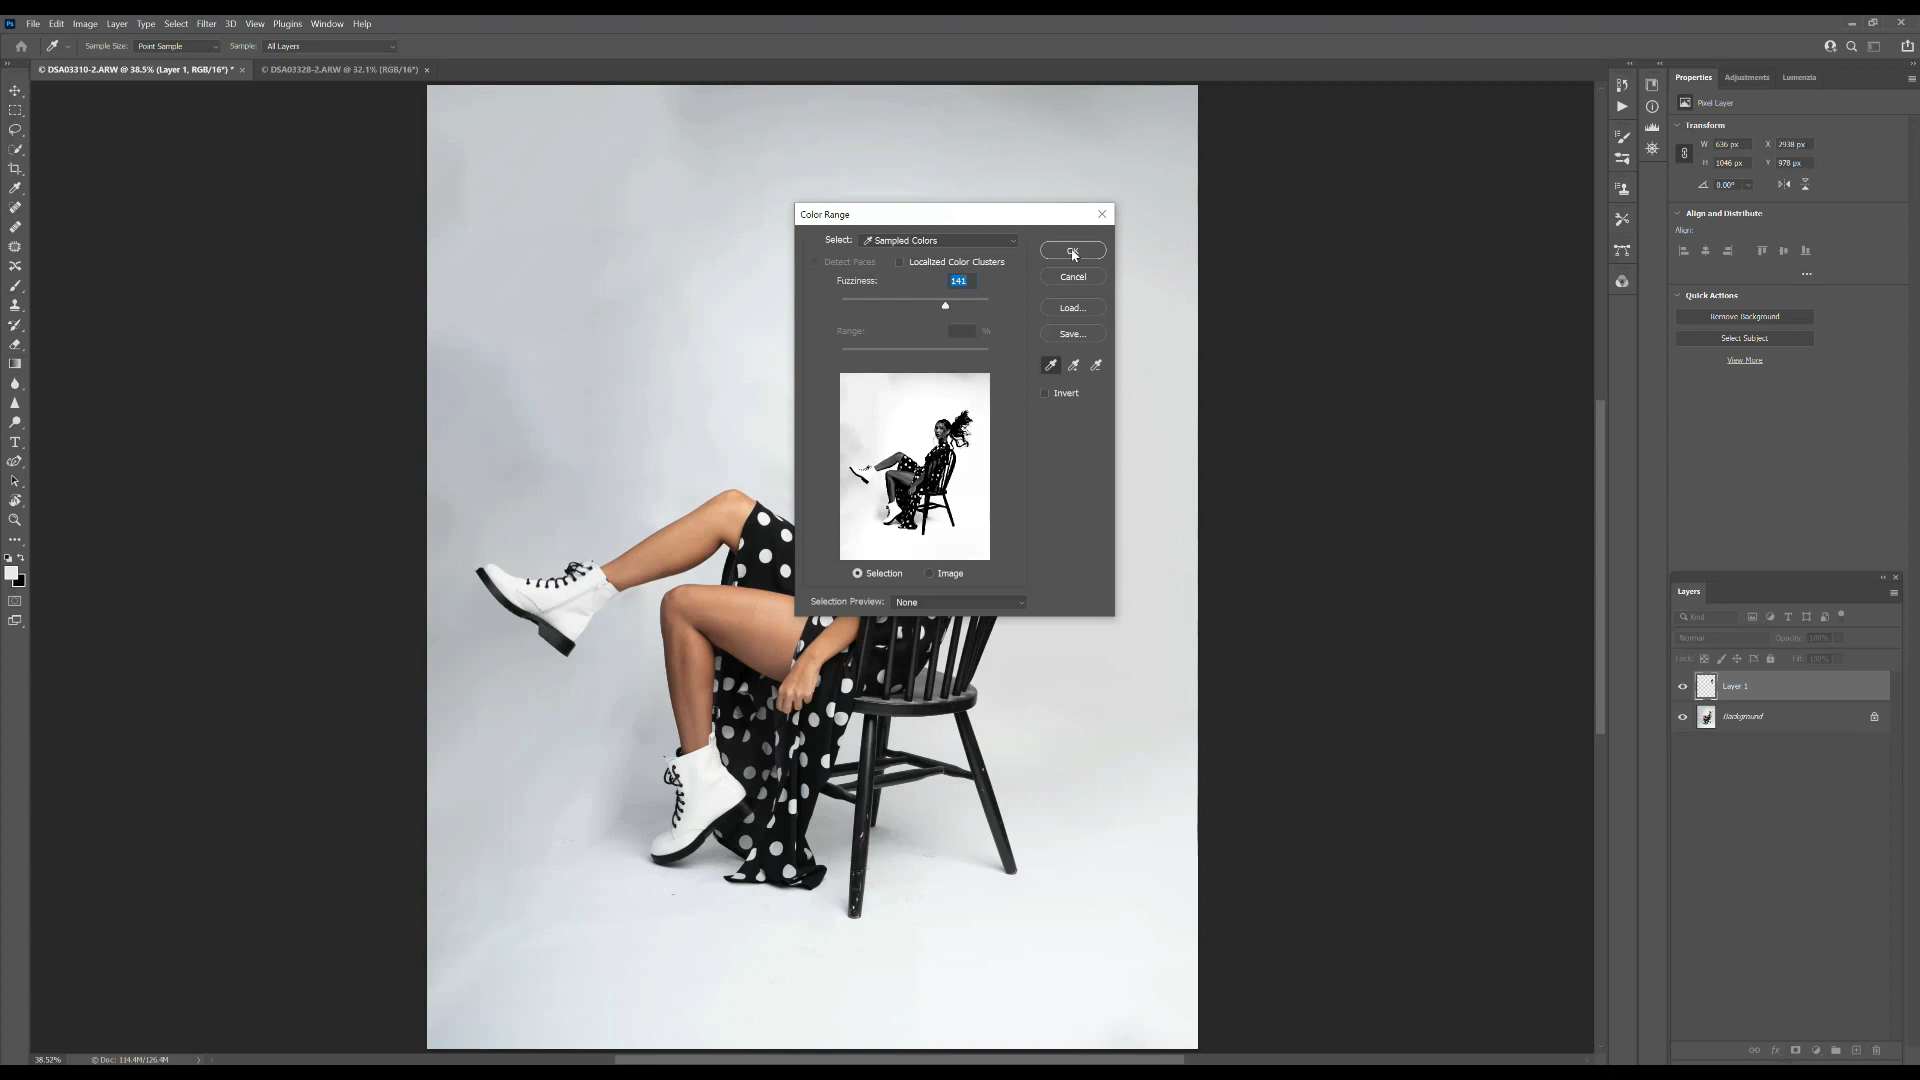 Ps File Edit Image Layer Type Select Filter 3D View Plugins Window Help
Sample Size: Point Sample Sample: All Layers
© DSA03310-2.ARW @ 38.5% (Layer 1, RGB/16*) * × © DSA03328-2.ARW @ 32.1% (RGB/16*) ×
Properties Adjustments Lumenzia
Pixel Layer
Transform
W 636 px X 2938 px
H 1046 px Y 978 px
0.00°
Align and Distribute
Align:
Quick Actions
Remove Background
Select Subject
View More
Color Range
Select: Sampled Colors
OK
Detect Faces Localized Color Clusters
Fuzziness: 141
Cancel
Load...
Range: %
Save...
Invert
Selection Image
Selection Preview: None
Layers
Kind
Normal Opacity: 100%
Lock: Fill: 100%
Layer 1
Background
38.52% © Doc: 114.4M/126.4M